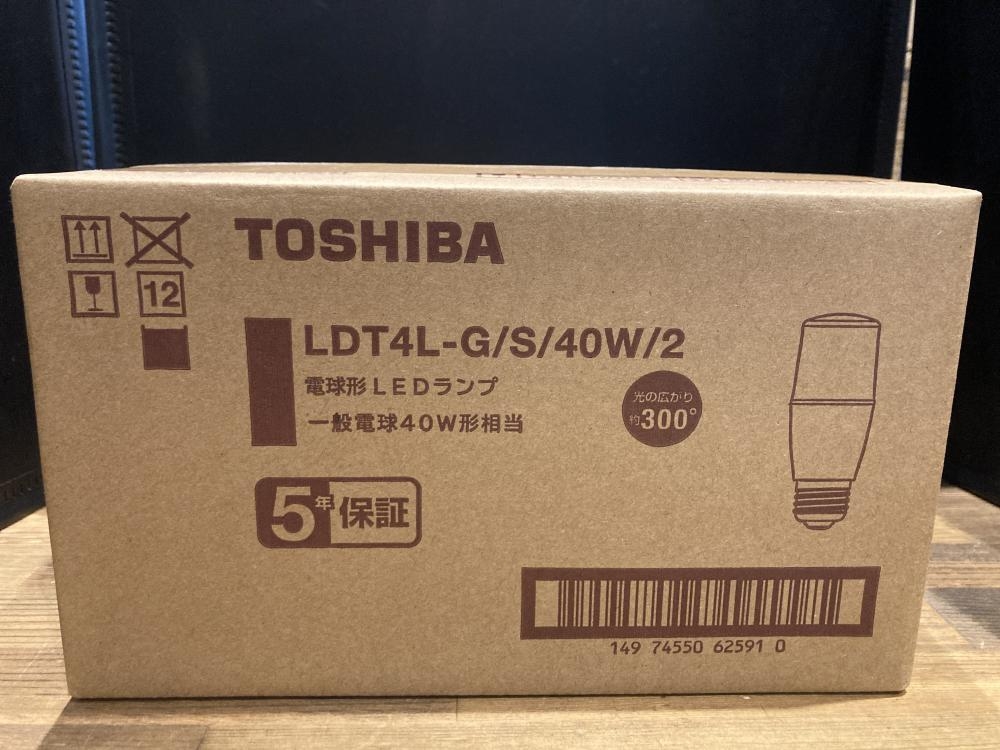 TOSHIBA
12
LDT4L-G/S/40W/2
電球形LEDランプ
一般電球40W形相当
光の広がり
約300°
5年保証
149 74550 62591 0